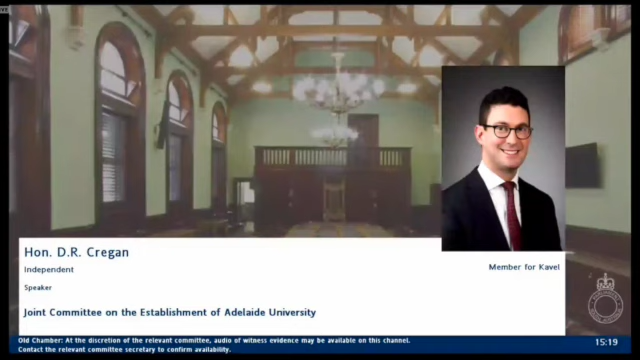 Hon. D.R. Cregan
Independent
Member for Kavel
Speaker
Joint Committee on the Establishment of Adelaide University
Old Chamber: At the discretion of the relevant committee, audio of witness evidence may be available on this channel.
Contact the relevant committee secretary to confirm availability.
15:19